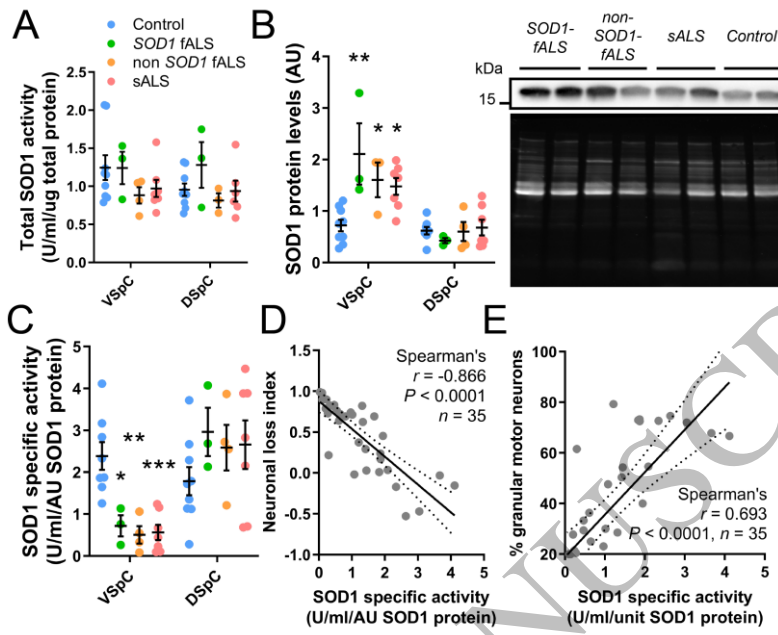 A
Control
SOD1 fALS
non SOD1 fALS
sALS
Total SOD1 activity
(U/ml/ug total protein)
2.5
2.0
1.5
1.0
0.5
0.0
VSpC
DSpC
B
SOD1 protein levels (AU)
4
3
2
1
0
**
*
*
VSpC
DSpC
SOD1-
fALS
non-
SOD1-
fALS
sALS
Control
kDa
15
C
SOD1 specific activity
(U/ml/AU SOD1 protein)
5
4
3
2
1
0
*
**
***
VSpC
DSpC
D
Neuronal loss index
1.0
0.5
0.0
-0.5
-1.0
Spearman's
r = -0.866
P < 0.0001
n = 35
0 1 2 3 4 5
SOD1 specific activity
(U/ml/AU SOD1 protein)
E
% granular motor neurons
100
80
60
40
20
Spearman's
r = 0.693
P < 0.0001, n = 35
0 1 2 3 4 5
SOD1 specific activity
(U/ml/unit SOD1 protein)
NUSCR